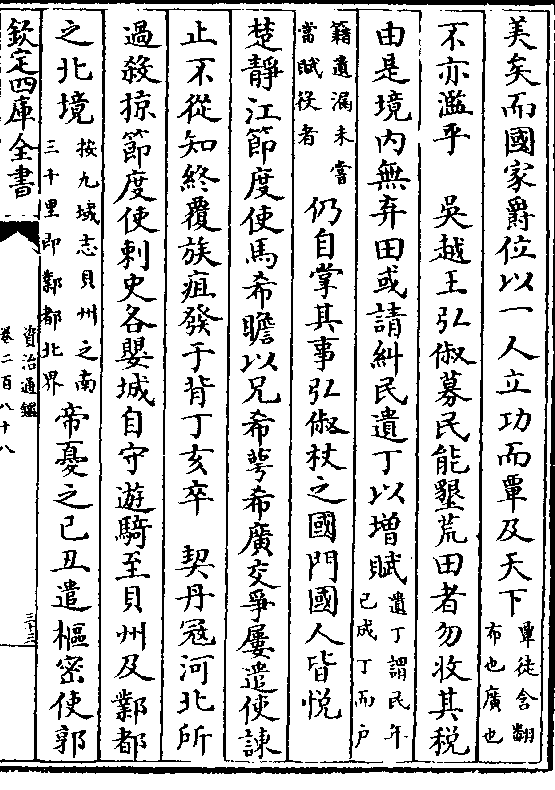 美矣而國家爵位以一人立功而覃及天下覃徒含翻
布也廣也
不亦濫乎　吳越王弘俶募民能墾荒田者勿收其税
由是境内無弃田或請糾民遺丁以増賦遺丁謂民年
已成丁而户
籍遺漏未嘗
當賦役者仍自掌其事弘俶杖之國門國人皆悦
楚靜江節度使馬希瞻以兄希萼希廣交爭屢遣使諫
止不從知終覆族疽發于背丁亥卒　契丹冦河北所
過殺掠節度使刺史各嬰城自守遊騎至貝州及鄴都
之北境按九域志貝州之南
三十里即鄴都北界帝憂之己丑遣樞密使郭
欽定四庫全書
資治通鑑
卷二百八十八